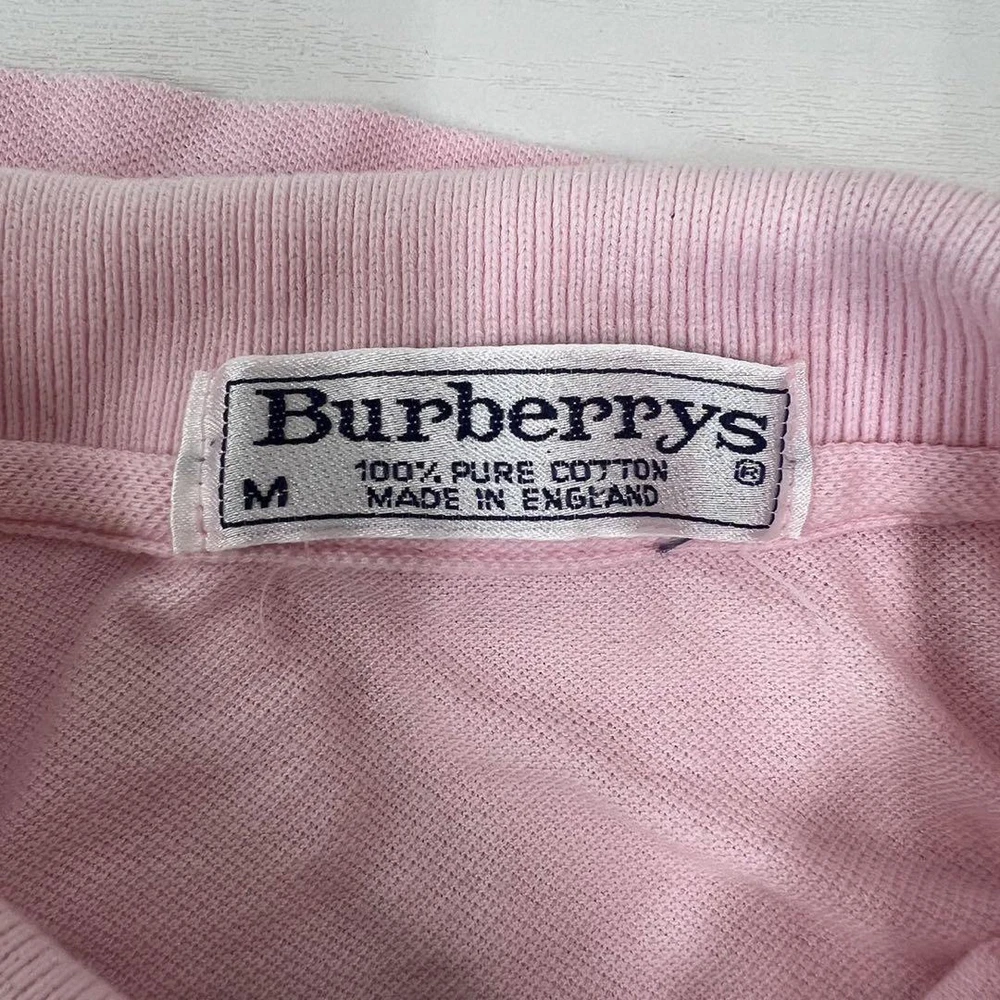 Burberrys
100% PURE COTTON ®
M MADE IN ENGLAND